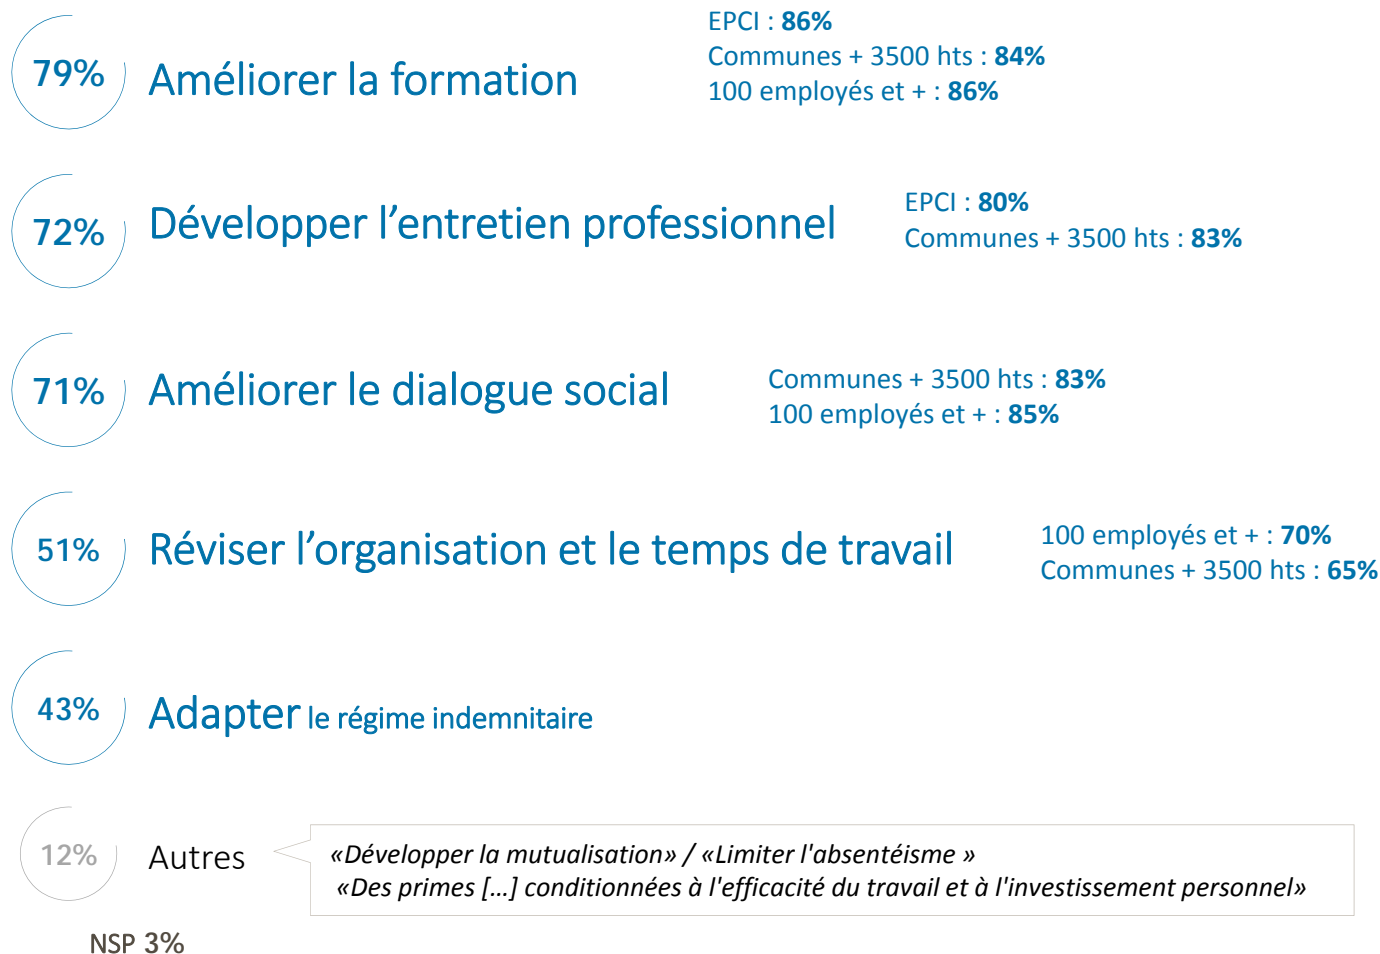 79%
Améliorer la formation
EPCI : 86%
Communes + 3500 hts : 84%
100 employés et + : 86%
72%
Développer l’entretien professionnel
EPCI : 80%
Communes + 3500 hts : 83%
71%
Améliorer le dialogue social
Communes + 3500 hts : 83%
100 employés et + : 85%
51%
Réviser l’organisation et le temps de travail
100 employés et + : 70%
Communes + 3500 hts : 65%
43%
Adapter le régime indemnitaire
12%
Autres
«Développer la mutualisation» / «Limiter l'absentéisme »
«Des primes [...] conditionnées à l'efficacité du travail et à l'investissement personnel»
NSP 3%